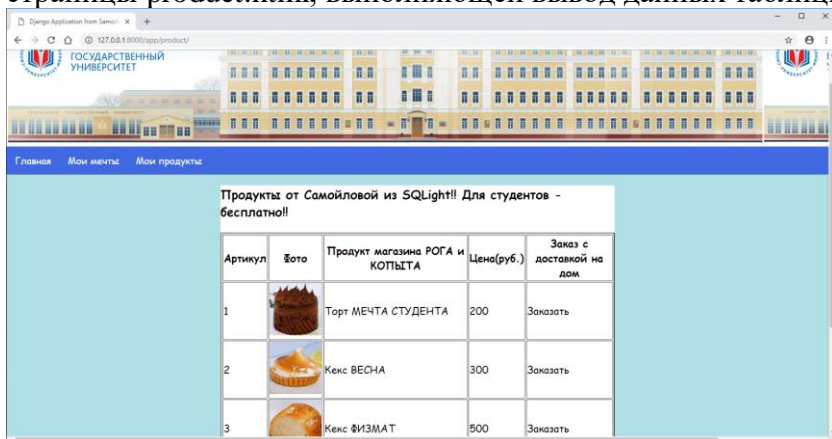 страницы product.html, выполняющей вывод данных таблиц
Django Application from Samoi
127.0.0.1:8000/app/product/
ГОСУДАРСТВЕННЫЙ
УНИВЕРСИТЕТ
Главная Мои мечты Мои продукты
Продукты от Самойловой из SQLight!! Для студентов -
бесплатно!!
Артикул Фото Продукт магазина РОГА и КОПЫТА Цена(руб.) Заказ с доставкой на дом
1 Торт МЕЧТА СТУДЕНТА 200 Заказать
2 Кекс ВЕСНА 300 Заказать
3 Кекс ФИЗМАТ 500 Заказать